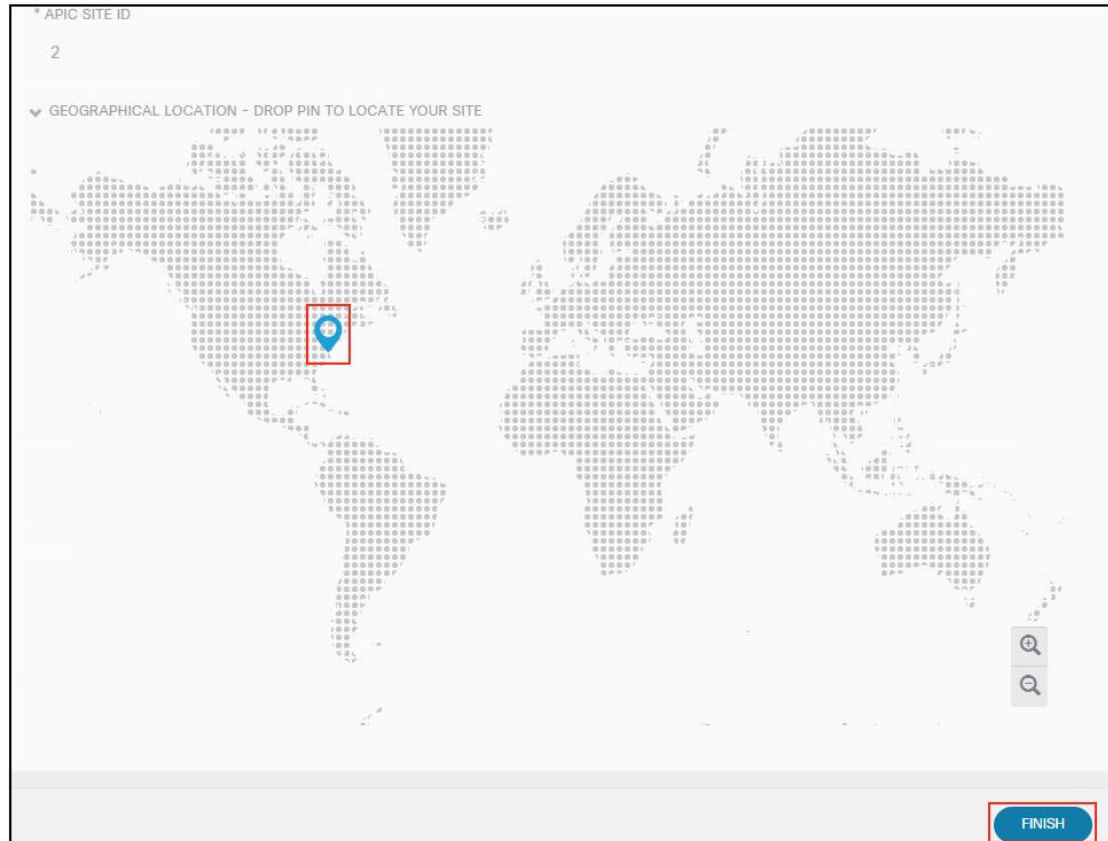 * APIC SITE ID
2
GEOGRAPHICAL LOCATION - DROP PIN TO LOCATE YOUR SITE
FINISH